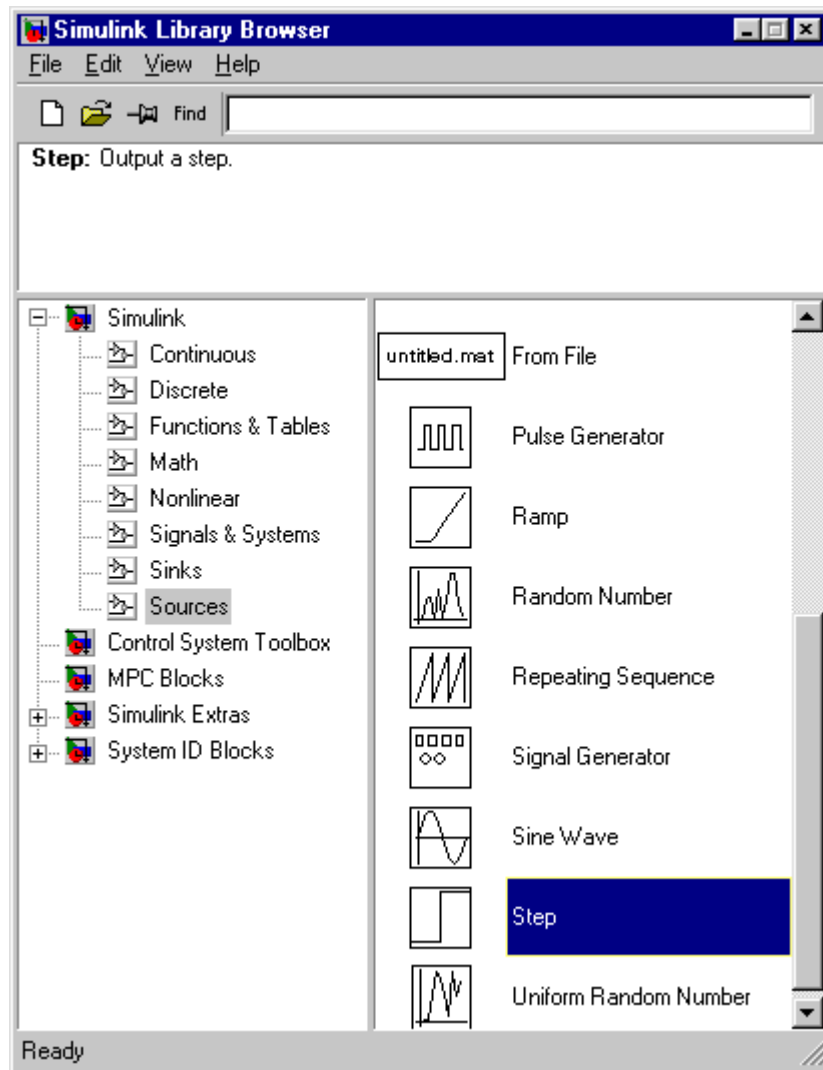 Simulink Library Browser
File Edit View Help
Find
Step: Output a step.
Simulink
Continuous
Discrete
Functions & Tables
Math
Nonlinear
Signals & Systems
Sinks
Sources
Control System Toolbox
MPC Blocks
Simulink Extras
System ID Blocks
untitled.mat From File
Pulse Generator
Ramp
Random Number
Repeating Sequence
Signal Generator
Sine Wave
Step
Uniform Random Number
Ready